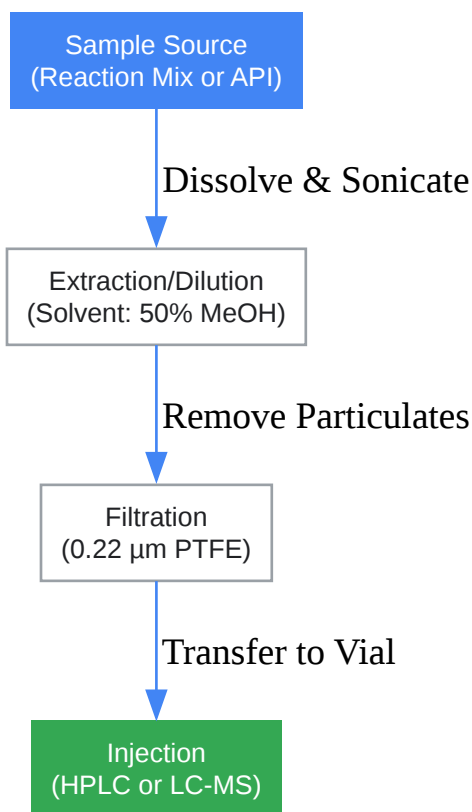 Sample Source
(Reaction Mix or API)
Dissolve & Sonicate
Extraction/Dilution
(Solvent: 50% MeOH)
Remove Particulates
Filtration
(0.22 µm PTFE)
Transfer to Vial
Injection
(HPLC or LC-MS)